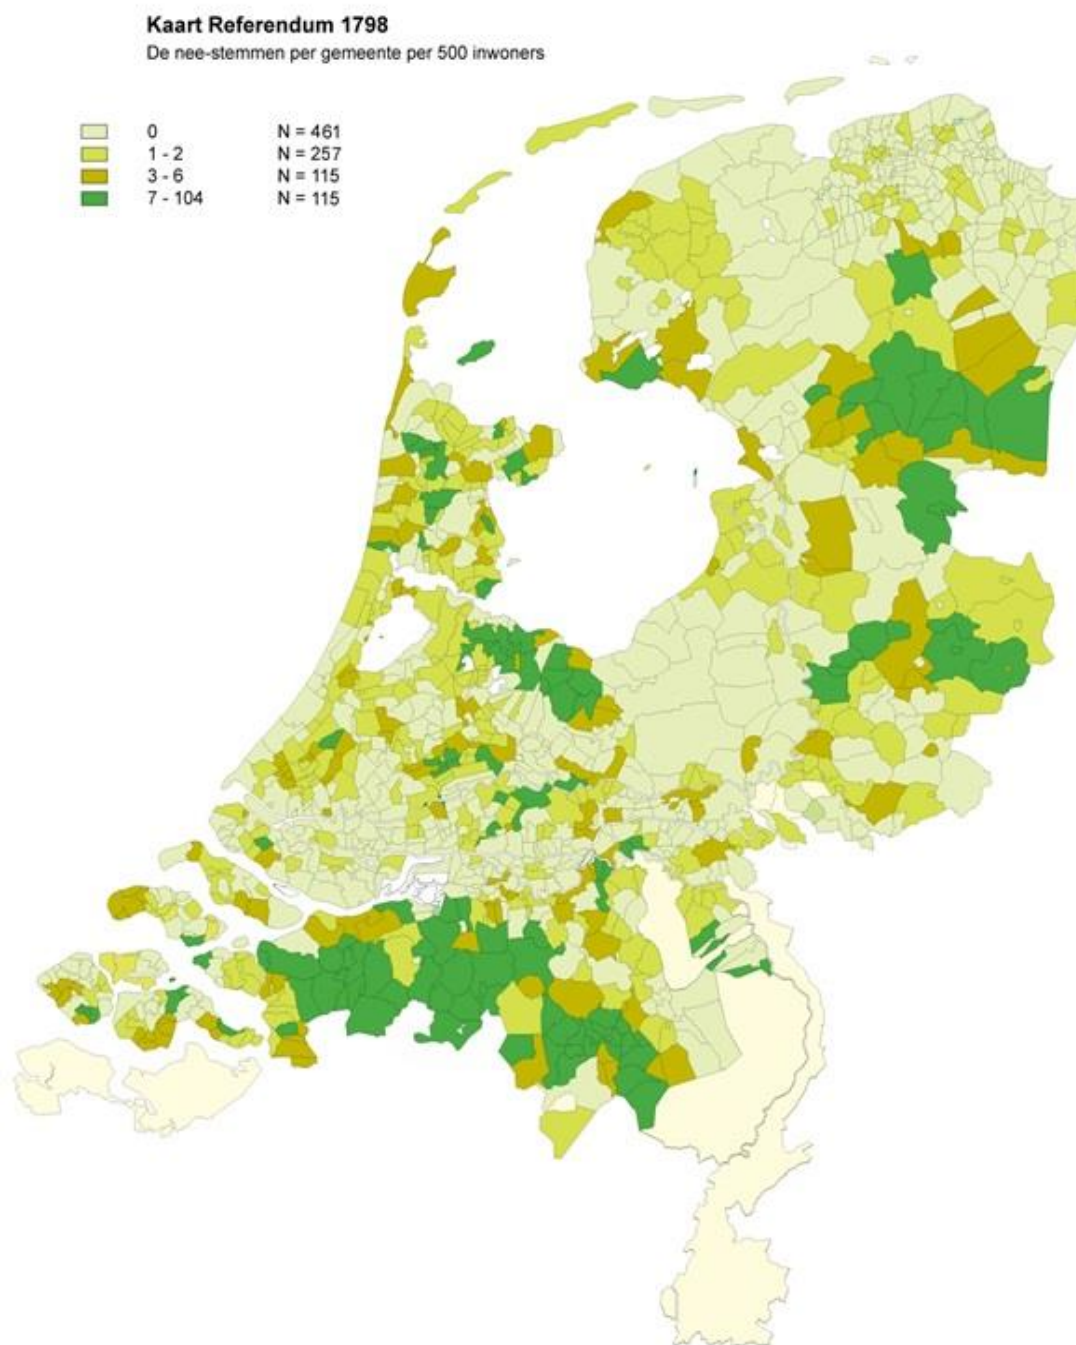 Kaart Referendum 1798
De nee-stemmen per gemeente per 500 inwoners
0 N = 461
1 - 2 N = 257
3 - 6 N = 115
7 - 104 N = 115